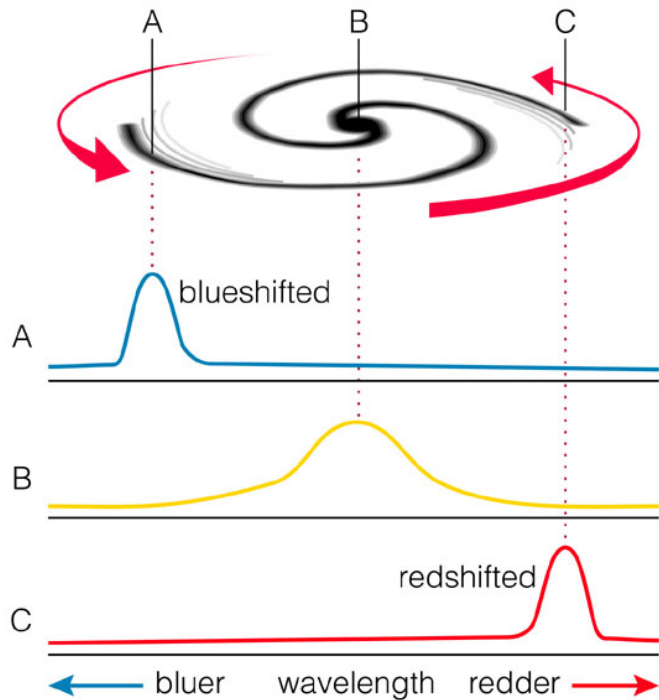 A B C
blueshifted
A
B
redshifted
C
bluer wavelength redder